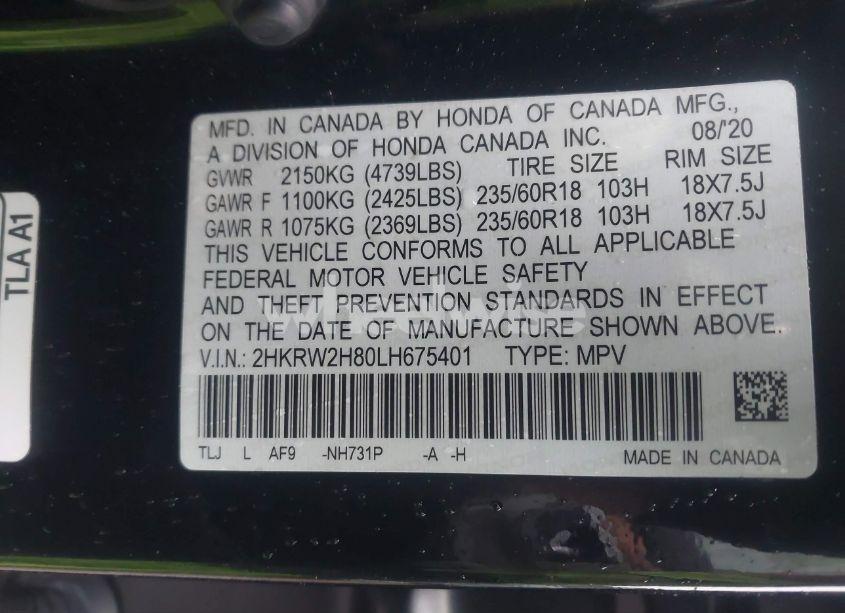 MFD. IN CANADA BY HONDA OF CANADA MFG.,
A DIVISION OF HONDA CANADA INC. 08/'20
GVWR 2150KG (4739LBS) TIRE SIZE RIM SIZE
GAWR F 1100KG (2425LBS) 235/60R18 103H 18X7.5J
GAWR R 1075KG (2369LBS) 235/60R18 103H 18X7.5J
THIS VEHICLE CONFORMS TO ALL APPLICABLE
FEDERAL MOTOR VEHICLE SAFETY
AND THEFT PREVENTION STANDARDS IN EFFECT
ON THE DATE OF MANUFACTURE SHOWN ABOVE.
V.I.N.: 2HKRW2H80LH675401 TYPE: MPV
TLJ L AF9 -NH731P -A -H MADE IN CANADA
TLA A1